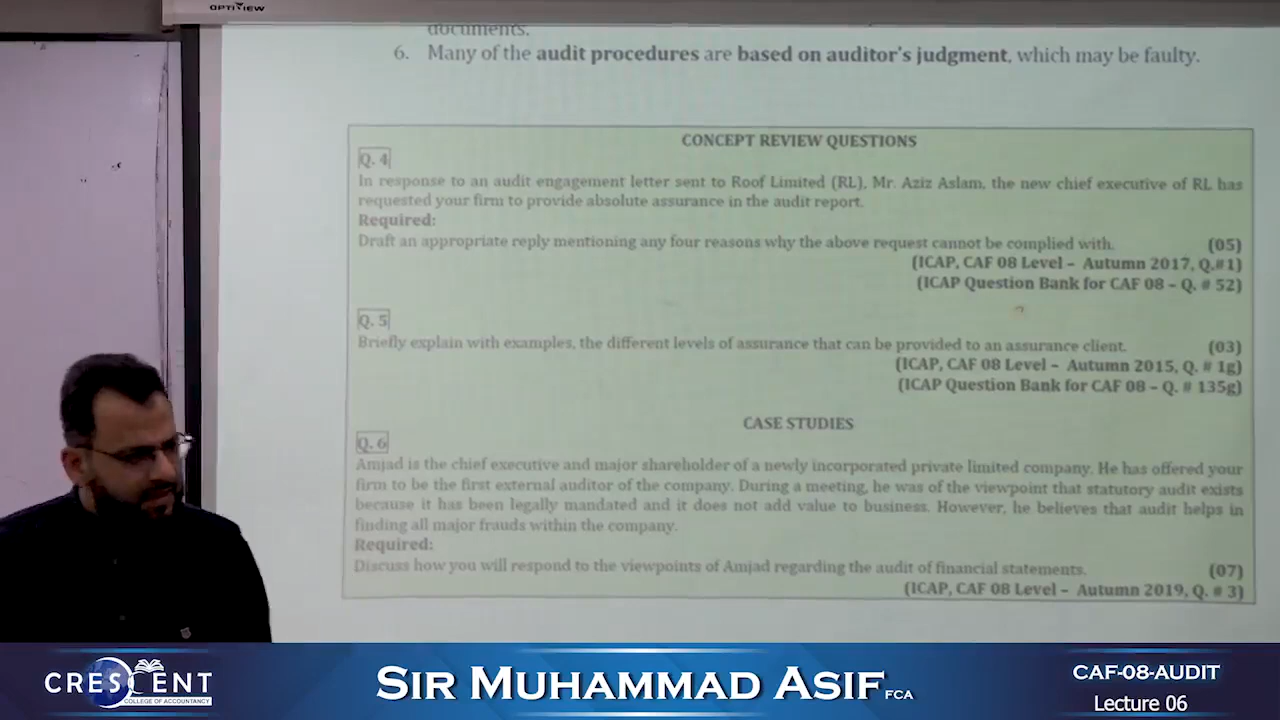 OPTIVIEW
documents.
6. Many of the audit procedures are based on auditor's judgment, which may be faulty.
CONCEPT REVIEW QUESTIONS
Q. 4
In response to an audit engagement letter sent to Roof Limited (RL), Mr. Aziz Aslam, the new chief executive of RL has
requested your firm to provide absolute assurance in the audit report.
Required:
Draft an appropriate reply mentioning any four reasons why the above request cannot be complied with. (05)
(ICAP, CAF 08 Level – Autumn 2017, Q.#1)
(ICAP Question Bank for CAF 08 – Q. # 52)
Q. 5
Briefly explain with examples, the different levels of assurance that can be provided to an assurance client. (03)
(ICAP, CAF 08 Level – Autumn 2015, Q. # 1g)
(ICAP Question Bank for CAF 08 – Q. # 135g)
CASE STUDIES
Q. 6
Amjad is the chief executive and major shareholder of a newly incorporated private limited company. He has offered your
firm to be the first external auditor of the company. During a meeting, he was of the viewpoint that statutory audit exists
because it has been legally mandated and it does not add value to business. However, he believes that audit helps in
finding all major frauds within the company.
Required:
Discuss how you will respond to the viewpoints of Amjad regarding the audit of financial statements. (07)
(ICAP, CAF 08 Level – Autumn 2019, Q. # 3)
CRESCENT
COLLEGE OF ACCOUNTANCY
SIR MUHAMMAD ASIF FCA
CAF-08-AUDIT
Lecture 06